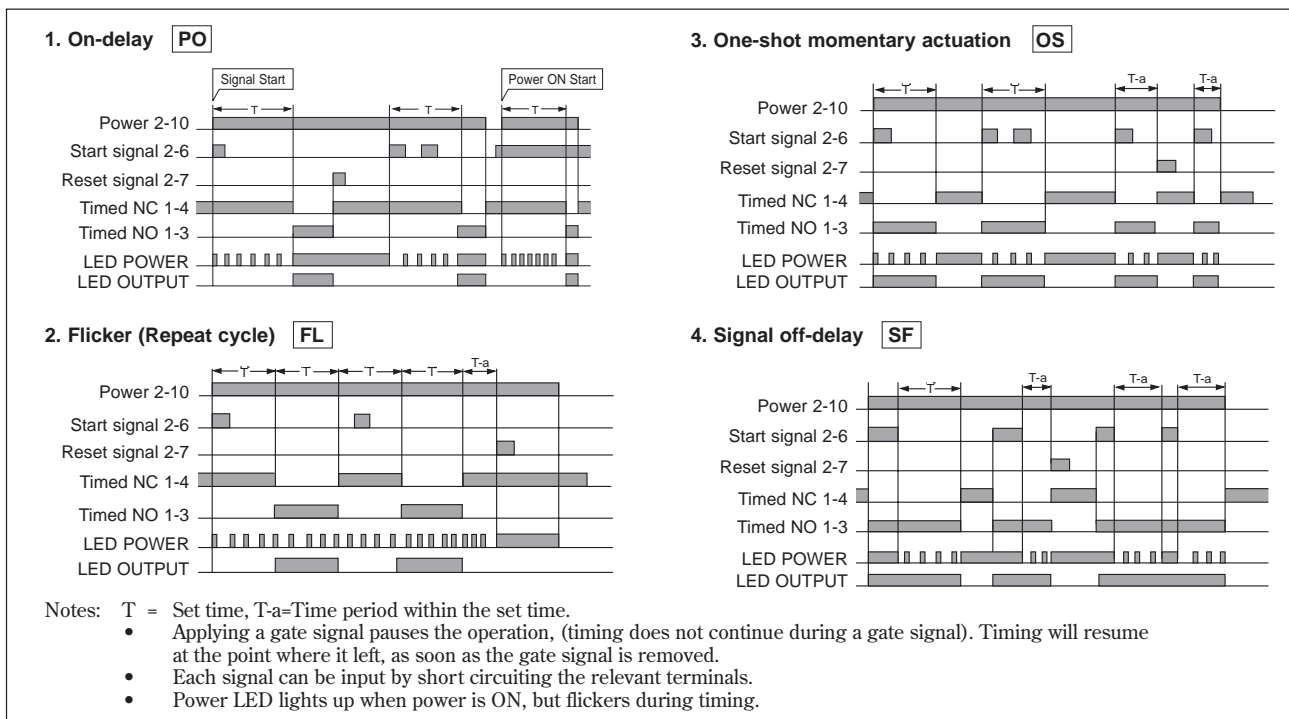 1. On-delay PO
Signal Start
Power ON Start
T
T
T
Power 2-10
Start signal 2-6
Reset signal 2-7
Timed NC 1-4
Timed NO 1-3
LED POWER
LED OUTPUT
2. Flicker (Repeat cycle) FL
T
T
T
T
T-a
Power 2-10
Start signal 2-6
Reset signal 2-7
Timed NC 1-4
Timed NO 1-3
LED POWER
LED OUTPUT
3. One-shot momentary actuation OS
T
T
T-a
T-a
Power 2-10
Start signal 2-6
Reset signal 2-7
Timed NC 1-4
Timed NO 1-3
LED POWER
LED OUTPUT
4. Signal off-delay SF
T
T-a
T-a
T-a
Power 2-10
Start signal 2-6
Reset signal 2-7
Timed NC 1-4
Timed NO 1-3
LED POWER
LED OUTPUT
Notes: T = Set time, T-a=Time period within the set time.
• Applying a gate signal pauses the operation, (timing does not continue during a gate signal). Timing will resume
at the point where it left, as soon as the gate signal is removed.
• Each signal can be input by short circuiting the relevant terminals.
• Power LED lights up when power is ON, but flickers during timing.